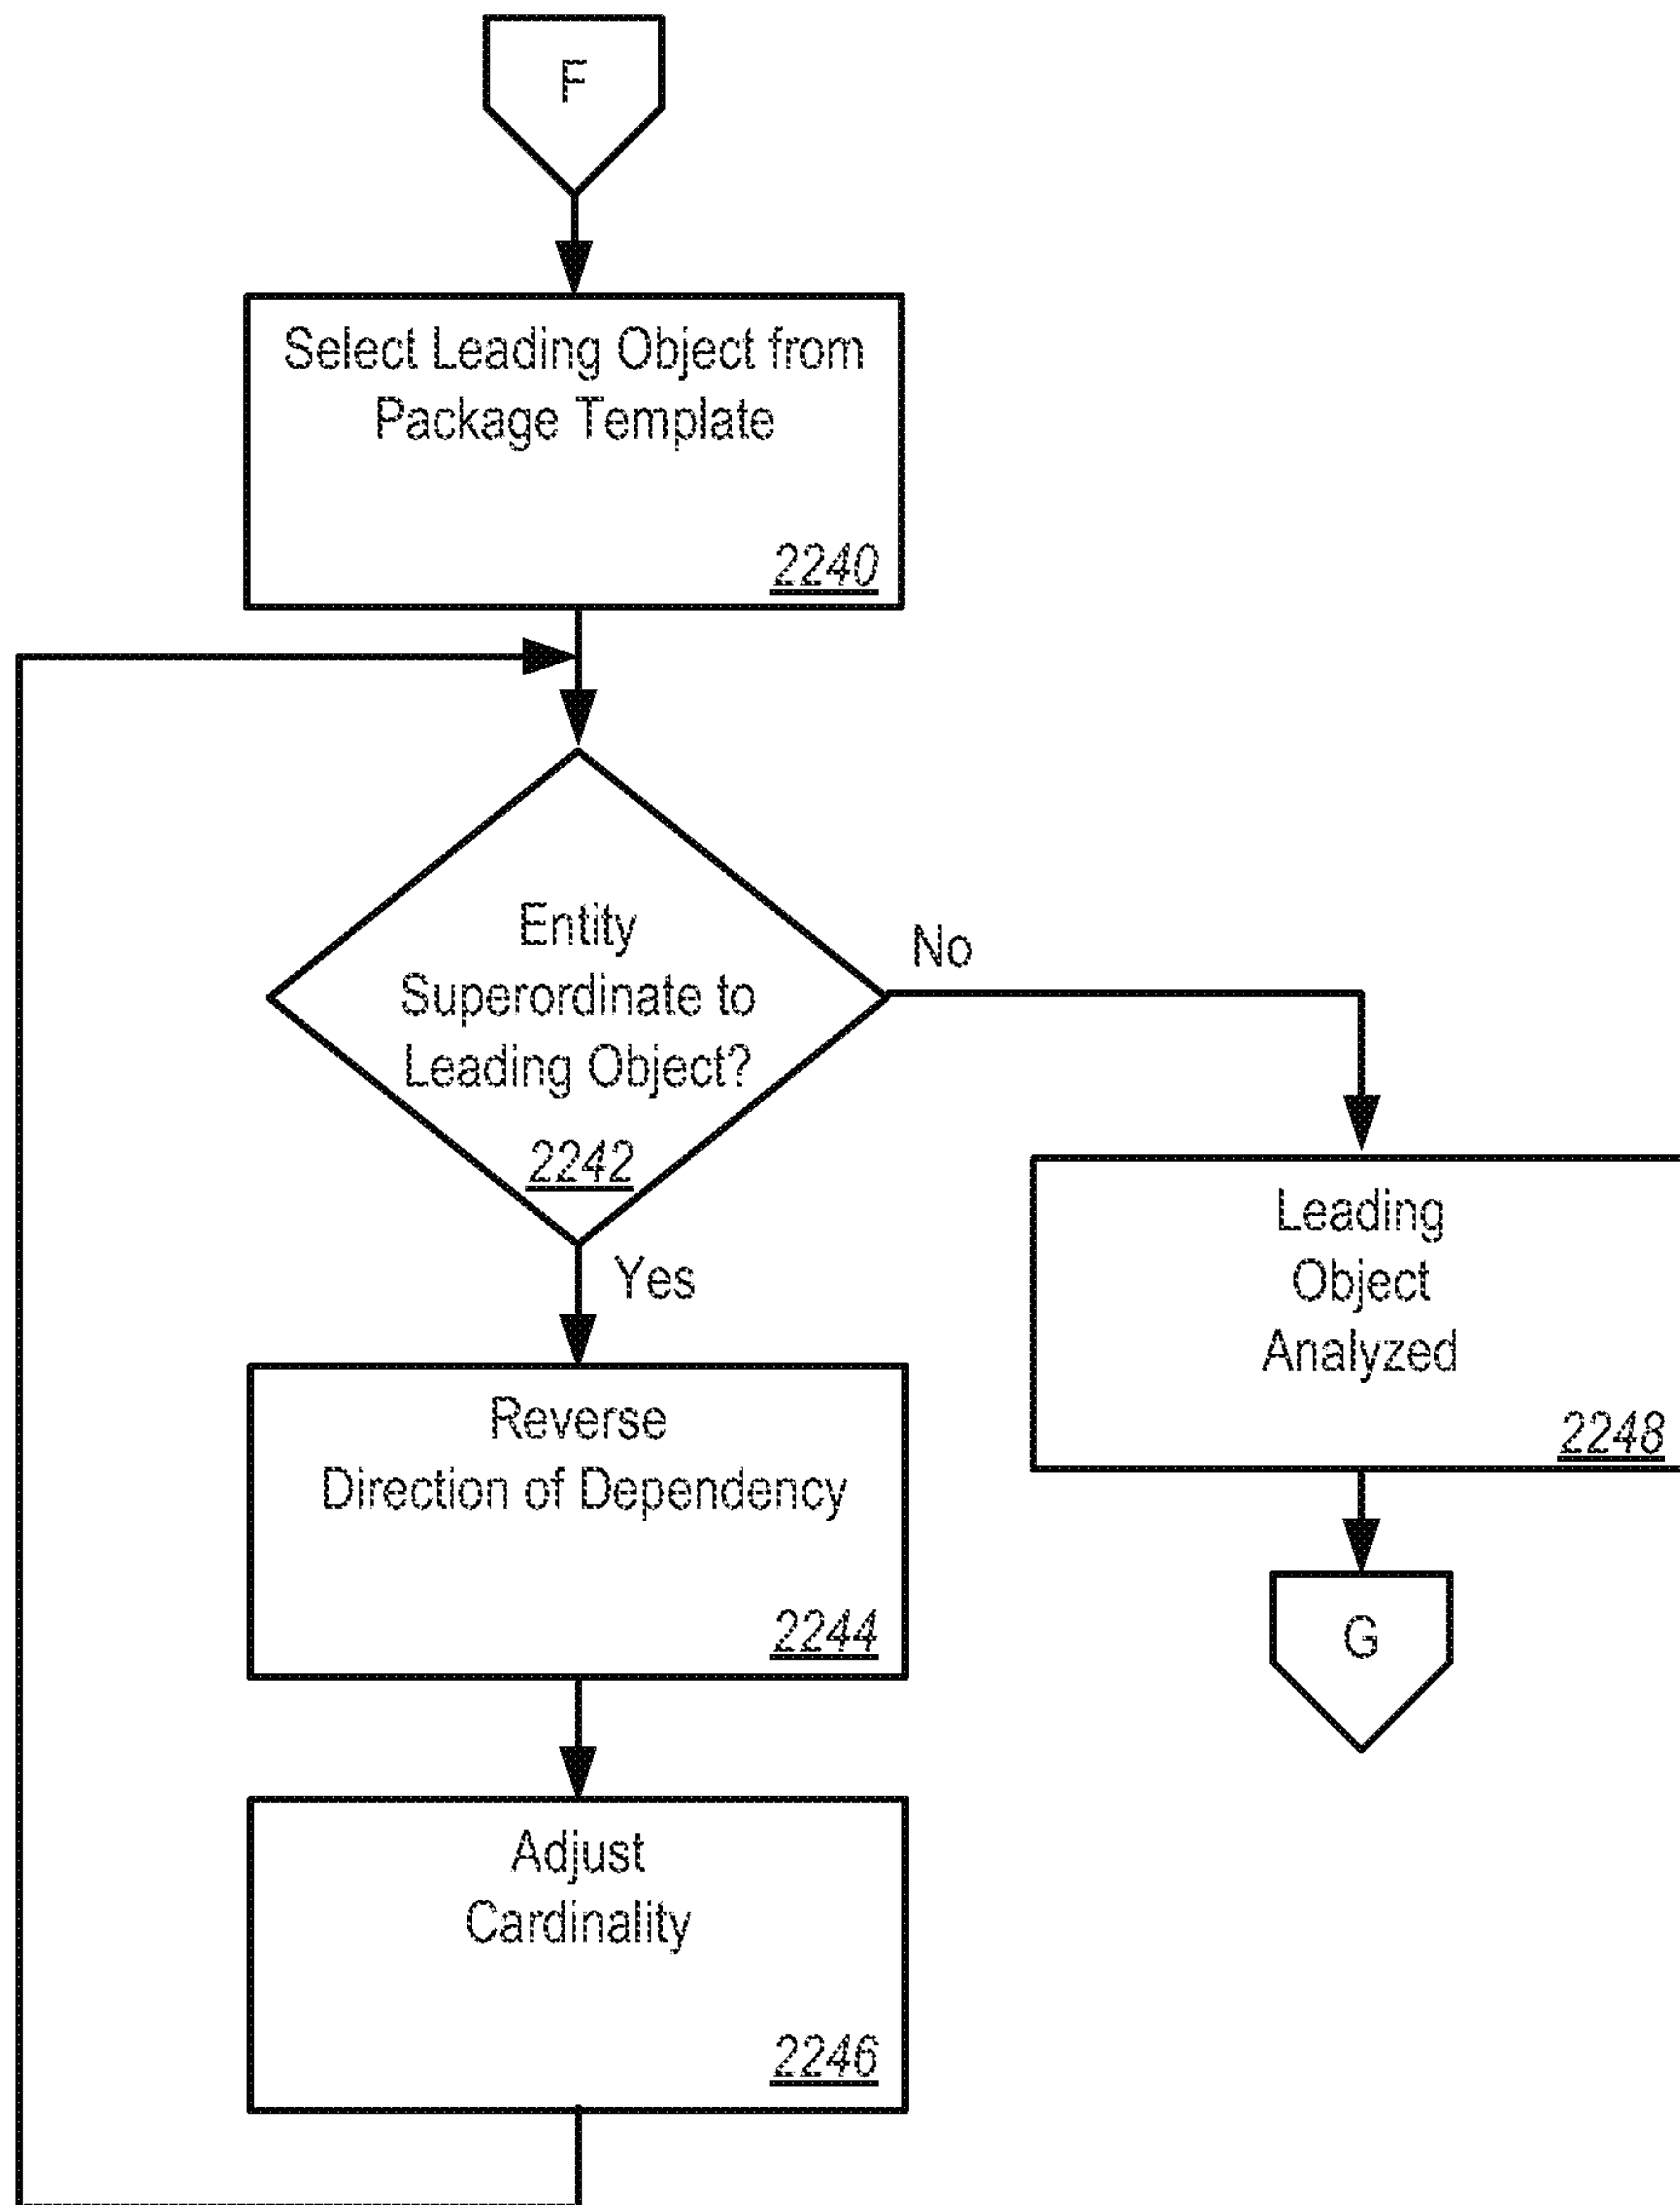 F
Select Leading Object from
Package Template
2240
Entity
Superordinate to
Leading Object?
2242
No
Yes
Leading
Object
Analyzed
2248
Reverse
Direction of Dependency
2244
G
Adjust
Cardinality
2246